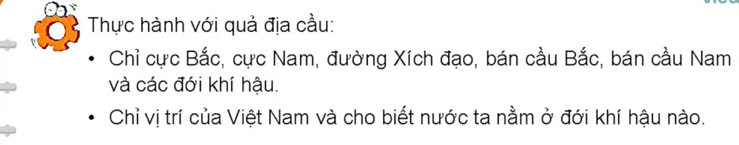 Thực hành với quả địa cầu:
• Chỉ cực Bắc, cực Nam, đường Xích đạo, bán cầu Bắc, bán cầu Nam
và các đới khí hậu.
• Chỉ vị trí của Việt Nam và cho biết nước ta nằm ở đới khí hậu nào.